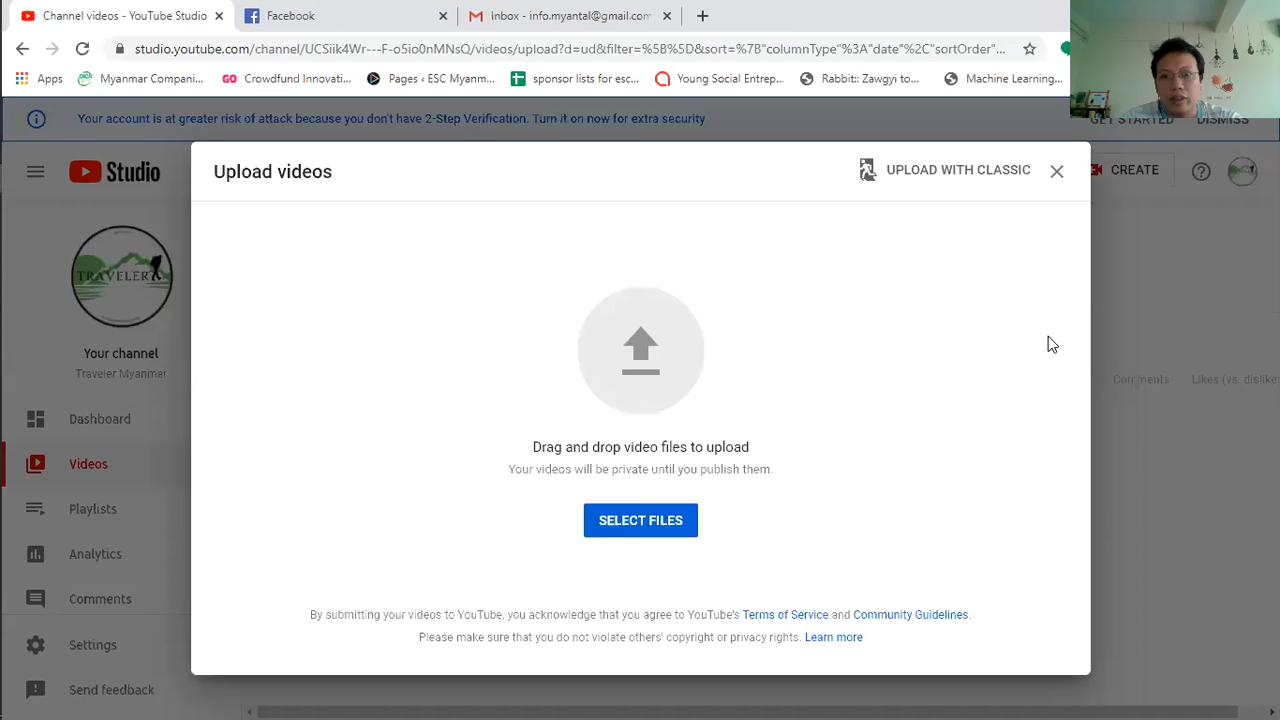 Channel videos - YouTube Studio
Facebook
Inbox - info.myantal@gmail.com
studio.youtube.com/channel/UCSiik4Wr---F-o5io0nMNsQ/videos/upload?d=ud&filter=%5B%5D&sort=%7B"columnType"%3A"date"%2C"sortOrder"...
Apps
Myanmar Compani...
Crowdfund Innovati...
Pages ‹ ESC Myanm...
sponsor lists for esc...
Young Social Entrep...
Rabbit:: Zawgyi to...
Machine Learning...
Your account is at greater risk of attack because you don't have 2-Step Verification. Turn it on now for extra security
GET STARTED
DISMISS
Studio
Upload videos
UPLOAD WITH CLASSIC
CREATE
TRAVELER
Your channel
Traveler Myanmar
Dashboard
Videos
Playlists
Analytics
Comments
Settings
Send feedback
Comments
Likes (vs. dislike
Drag and drop video files to upload
Your videos will be private until you publish them.
SELECT FILES
By submitting your videos to YouTube, you acknowledge that you agree to YouTube's Terms of Service and Community Guidelines.
Please make sure that you do not violate others' copyright or privacy rights. Learn more